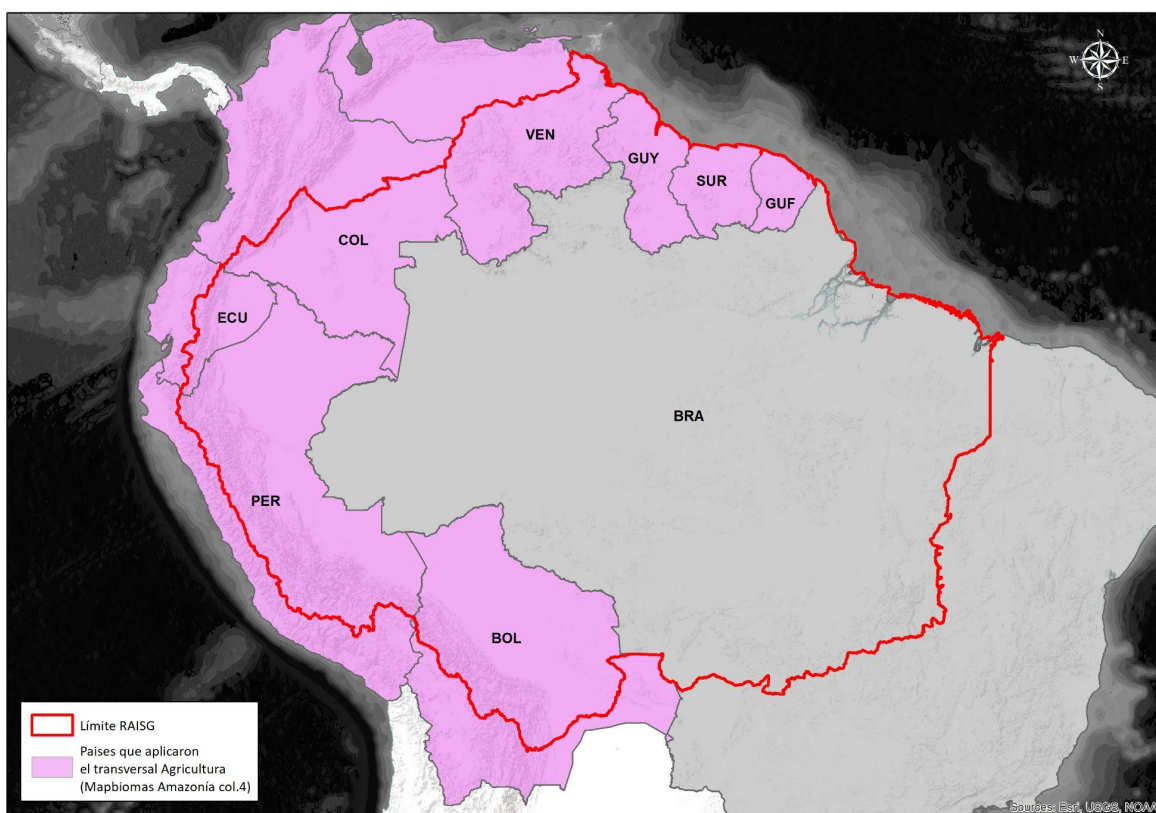 N
W E
S
VEN
GUY
SUR
GUF
COL
ECU
BRA
PER
BOL
Límite RAISG
Paises que aplicaron
el transversal Agricultura
(Mapbiomas Amazonía col.4)
Sources: Esri, USGS, NOAA